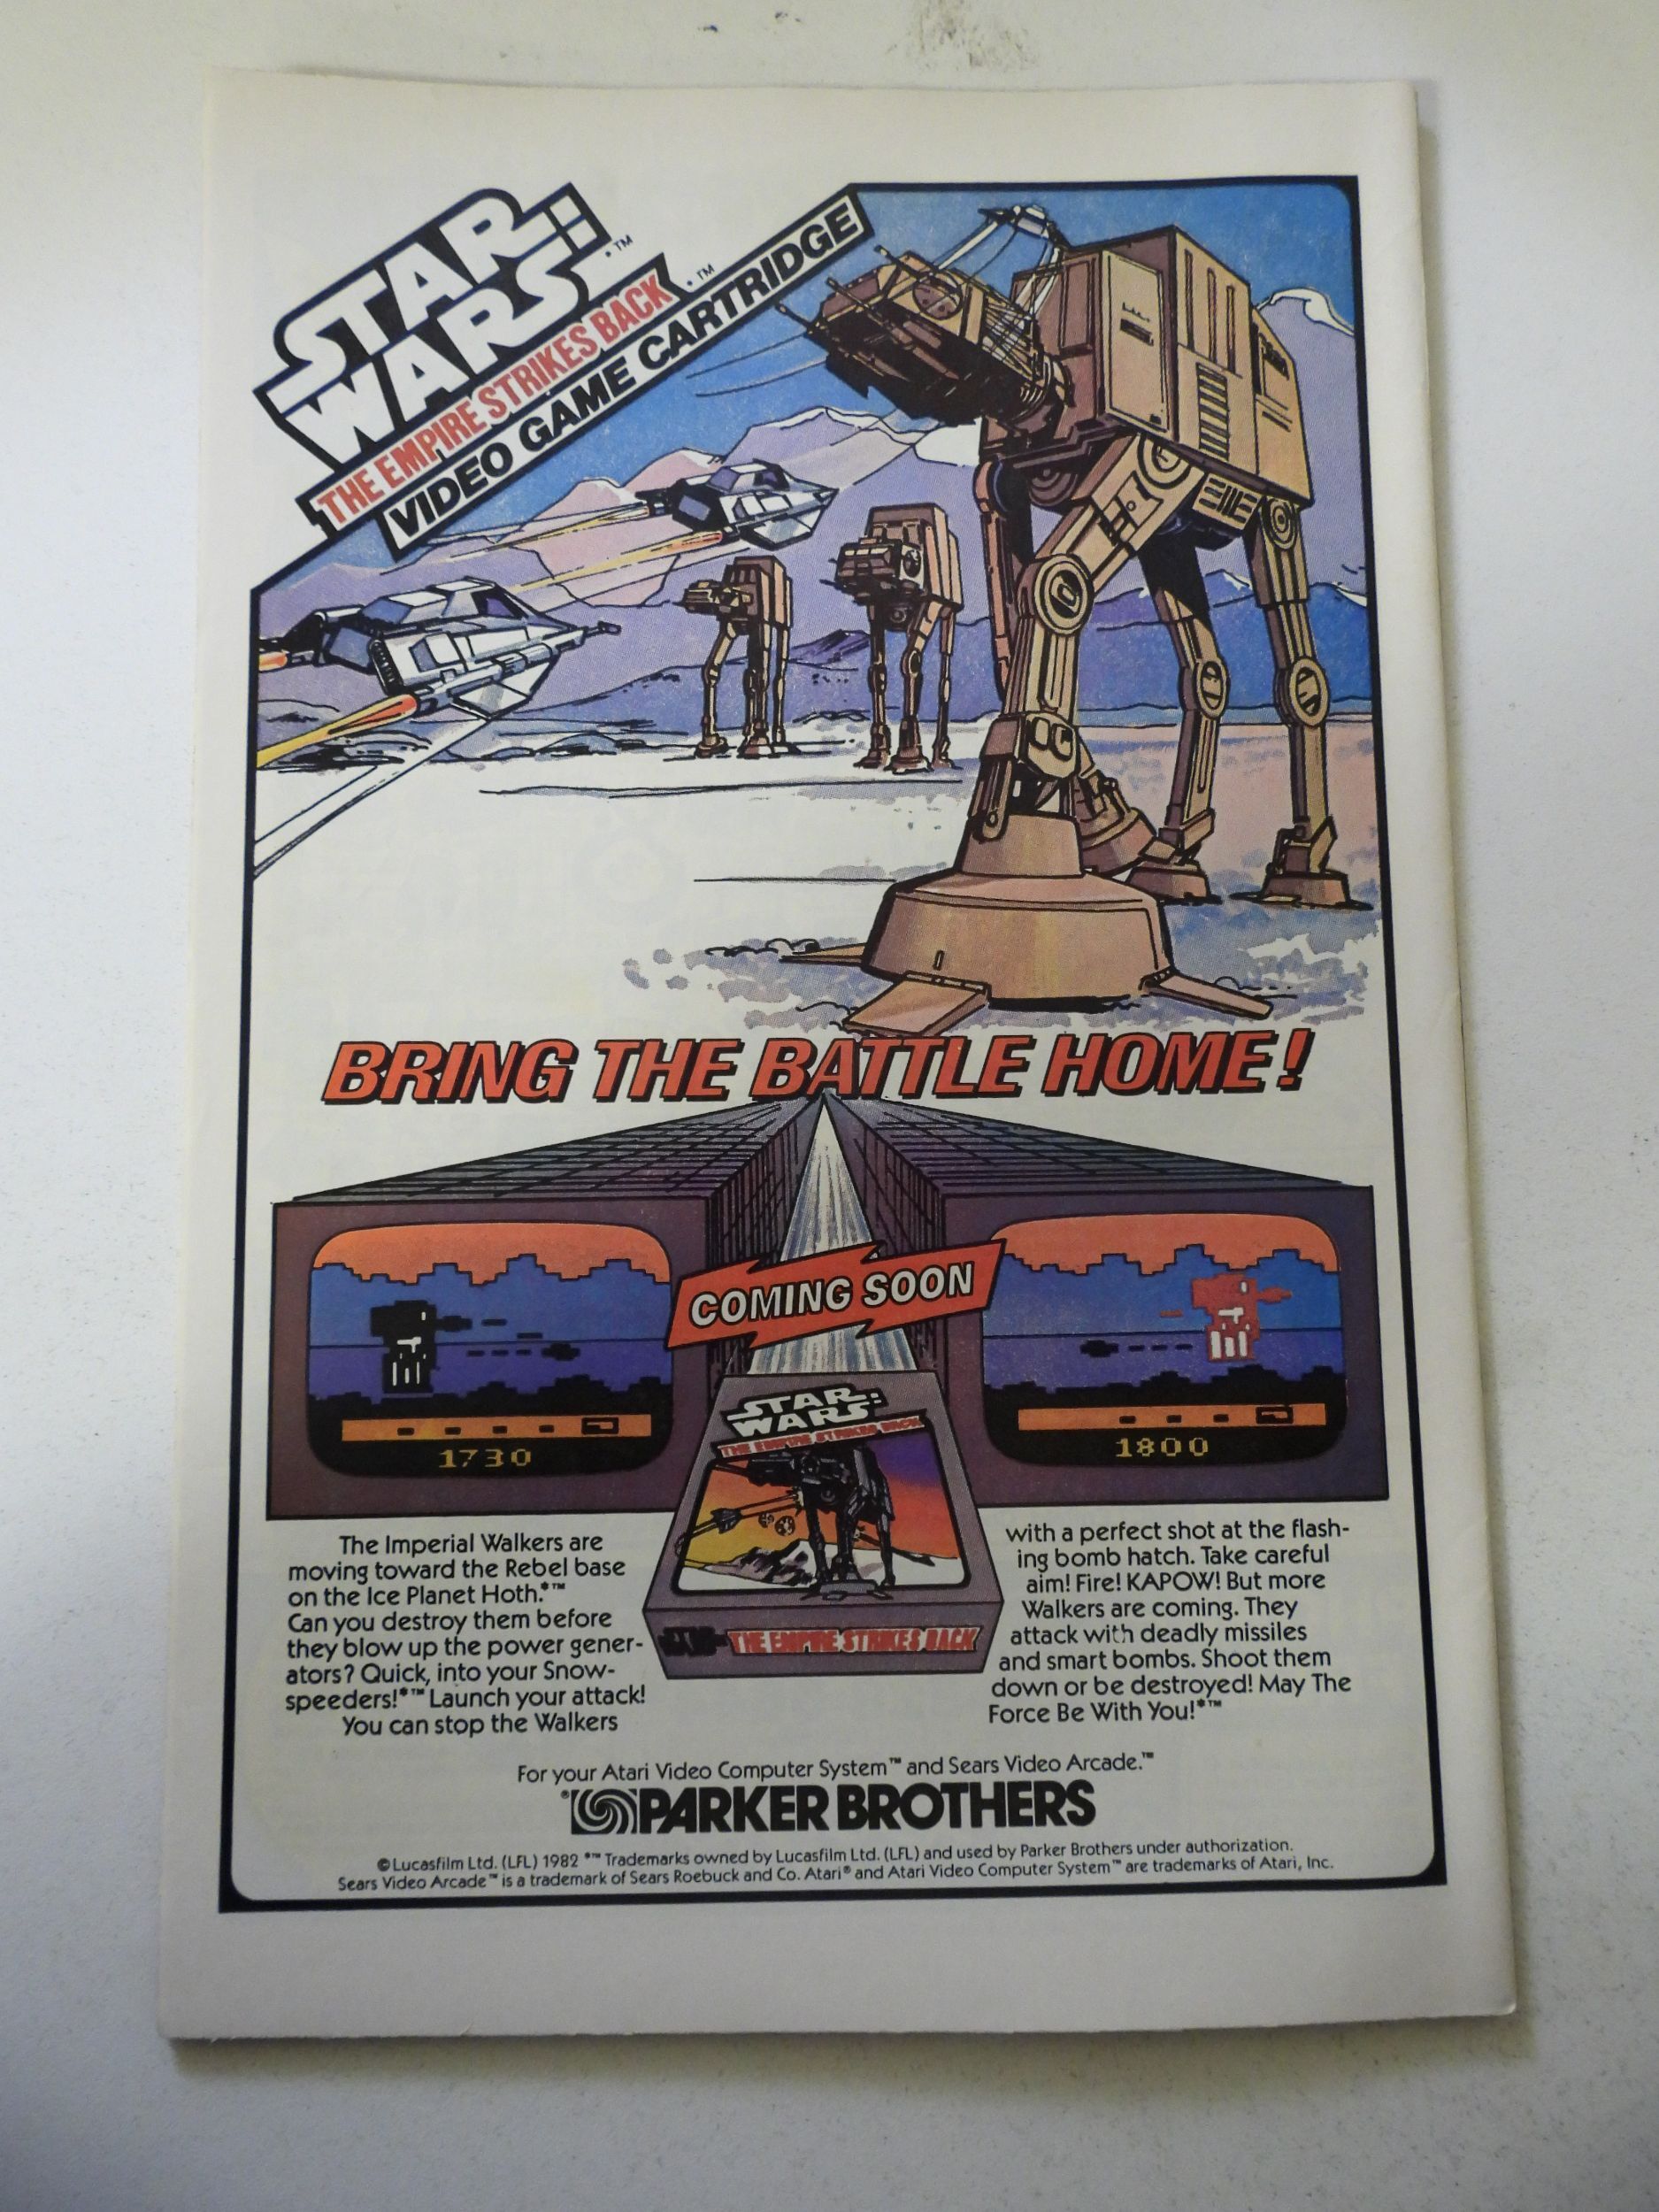 STAR
WARS:™
THE EMPIRE STRIKES BACK™
VIDEO GAME CARTRIDGE
BRING THE BATTLE HOME!
COMING SOON
1730
1800
STAR
WARS:
THE EMPIRE STRIKES BACK
THE EMPIRE STRIKES BACK
The Imperial Walkers are
moving toward the Rebel base
on the Ice Planet Hoth.*™
Can you destroy them before
they blow up the power gener-
ators? Quick, into your Snow-
speeders!*™ Launch your attack!
You can stop the Walkers
with a perfect shot at the flash-
ing bomb hatch. Take careful
aim! Fire! KAPOW! But more
Walkers are coming. They
attack with deadly missiles
and smart bombs. Shoot them
down or be destroyed! May The
Force Be With You!*™
For your Atari Video Computer System™ and Sears Video Arcade.™
®PARKER BROTHERS
©Lucasfilm Ltd. (LFL) 1982 *™ Trademarks owned by Lucasfilm Ltd. (LFL) and used by Parker Brothers under authorization.
Sears Video Arcade™ is a trademark of Sears Roebuck and Co. Atari® and Atari Video Computer System™ are trademarks of Atari, Inc.